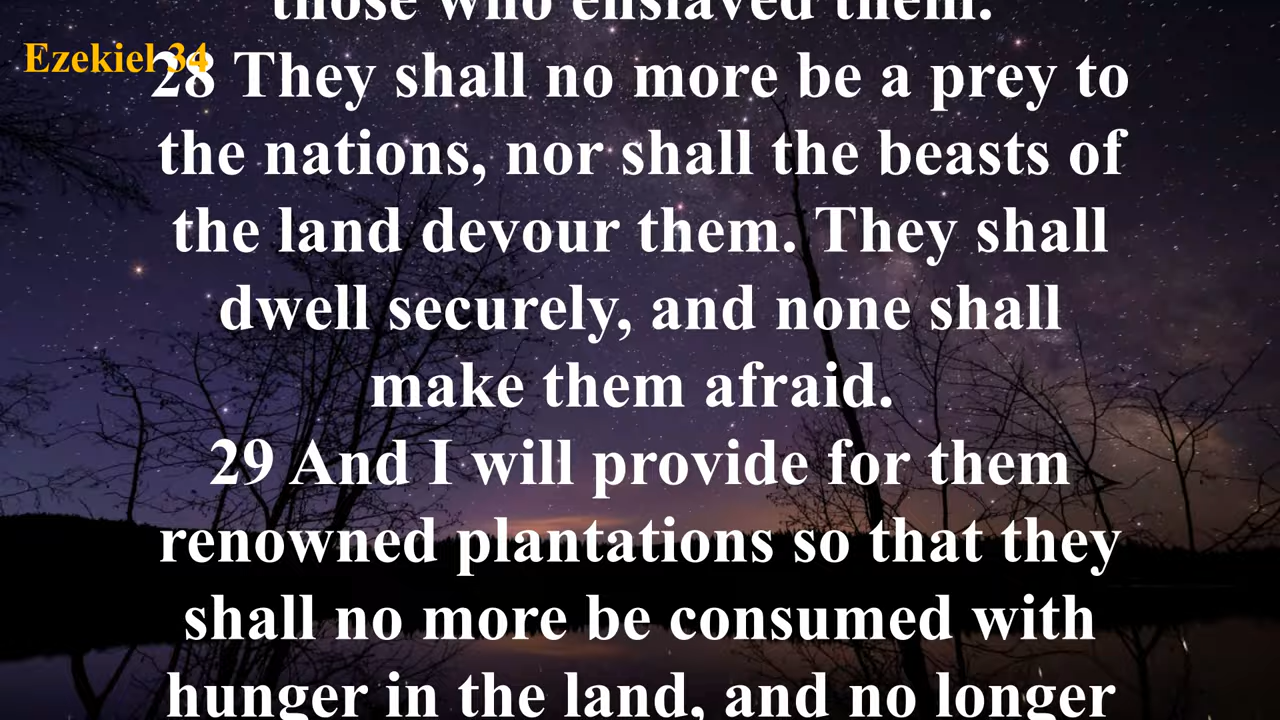 those who enslaved them.
Ezekiel 34
28 They shall no more be a prey to
the nations, nor shall the beasts of
the land devour them. They shall
dwell securely, and none shall
make them afraid.
29 And I will provide for them
renowned plantations so that they
shall no more be consumed with
hunger in the land, and no longer